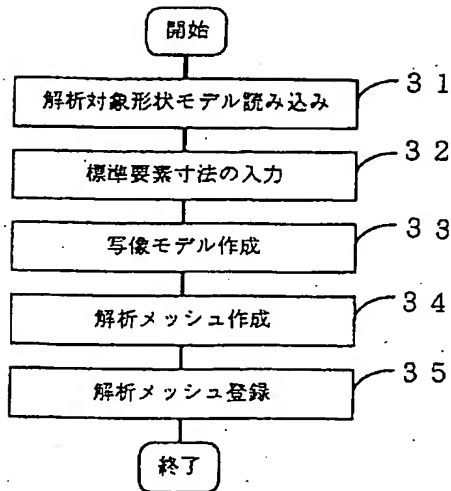 開始
解析対象形状モデル読み込み
31
標準要素寸法の入力
32
写像モデル作成
33
解析メッシュ作成
34
解析メッシュ登録
35
終了